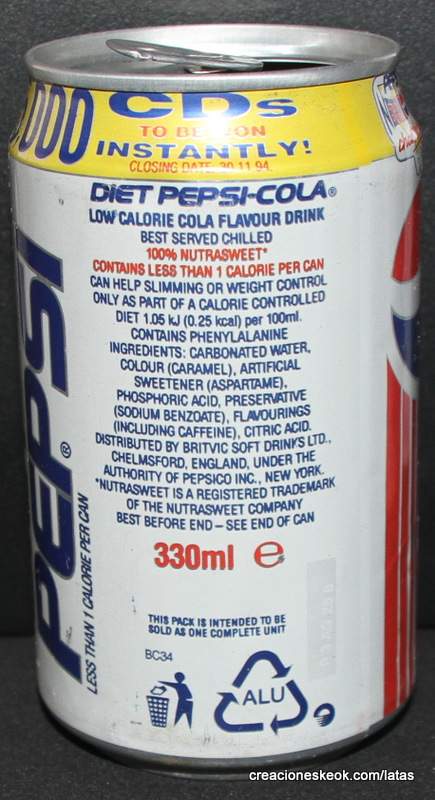 ,000 CDs
TO BE WON
INSTANTLY!
CLOSING DATE 30.11.94.
DIET PEPSI-COLA®
LOW CALORIE COLA FLAVOUR DRINK
BEST SERVED CHILLED
100% NUTRASWEET*
CONTAINS LESS THAN 1 CALORIE PER CAN
CAN HELP SLIMMING OR WEIGHT CONTROL
ONLY AS PART OF A CALORIE CONTROLLED
DIET 1.05 kJ (0.25 kcal) per 100ml.
CONTAINS PHENYLALANINE
INGREDIENTS: CARBONATED WATER,
COLOUR (CARAMEL), ARTIFICIAL
SWEETENER (ASPARTAME),
PHOSPHORIC ACID, PRESERVATIVE
(SODIUM BENZOATE), FLAVOURINGS
(INCLUDING CAFFEINE), CITRIC ACID.
DISTRIBUTED BY BRITVIC SOFT DRINKS LTD.,
CHELMSFORD, ENGLAND, UNDER THE
AUTHORITY OF PEPSICO INC., NEW YORK.
*NUTRASWEET IS A REGISTERED TRADEMARK
OF THE NUTRASWEET COMPANY
BEST BEFORE END – SEE END OF CAN
330ml e
THIS PACK IS INTENDED TO BE
SOLD AS ONE COMPLETE UNIT
BC34
ALU
PEPSI®
LESS THAN 1 CALORIE PER CAN
creacioneskeok.com/latas